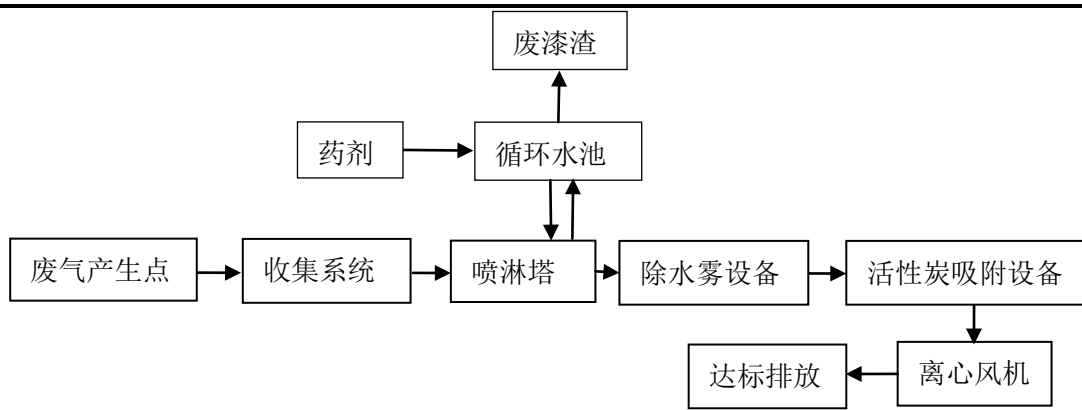 废漆渣
药剂
循环水池
废气产生点
收集系统
喷淋塔
除水雾设备
活性炭吸附设备
达标排放
离心风机